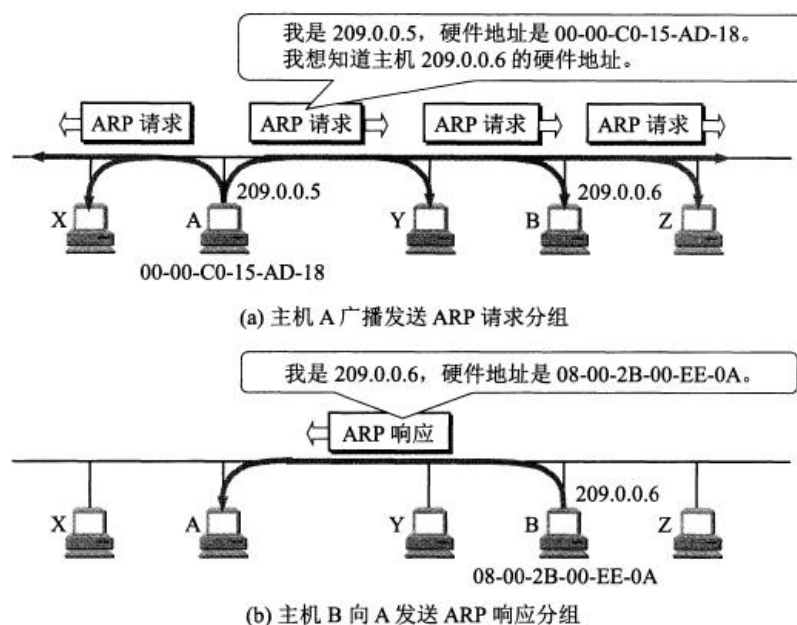 我是 209.0.0.5，硬件地址是 00-00-C0-15-AD-18。
我想知道主机 209.0.0.6 的硬件地址。
ARP 请求
ARP 请求
ARP 请求
ARP 请求
209.0.0.5
209.0.0.6
X
A
Y
B
Z
00-00-C0-15-AD-18
(a) 主机 A 广播发送 ARP 请求分组
我是 209.0.0.6，硬件地址是 08-00-2B-00-EE-0A。
ARP 响应
209.0.0.6
X
A
Y
B
Z
08-00-2B-00-EE-0A
(b) 主机 B 向 A 发送 ARP 响应分组